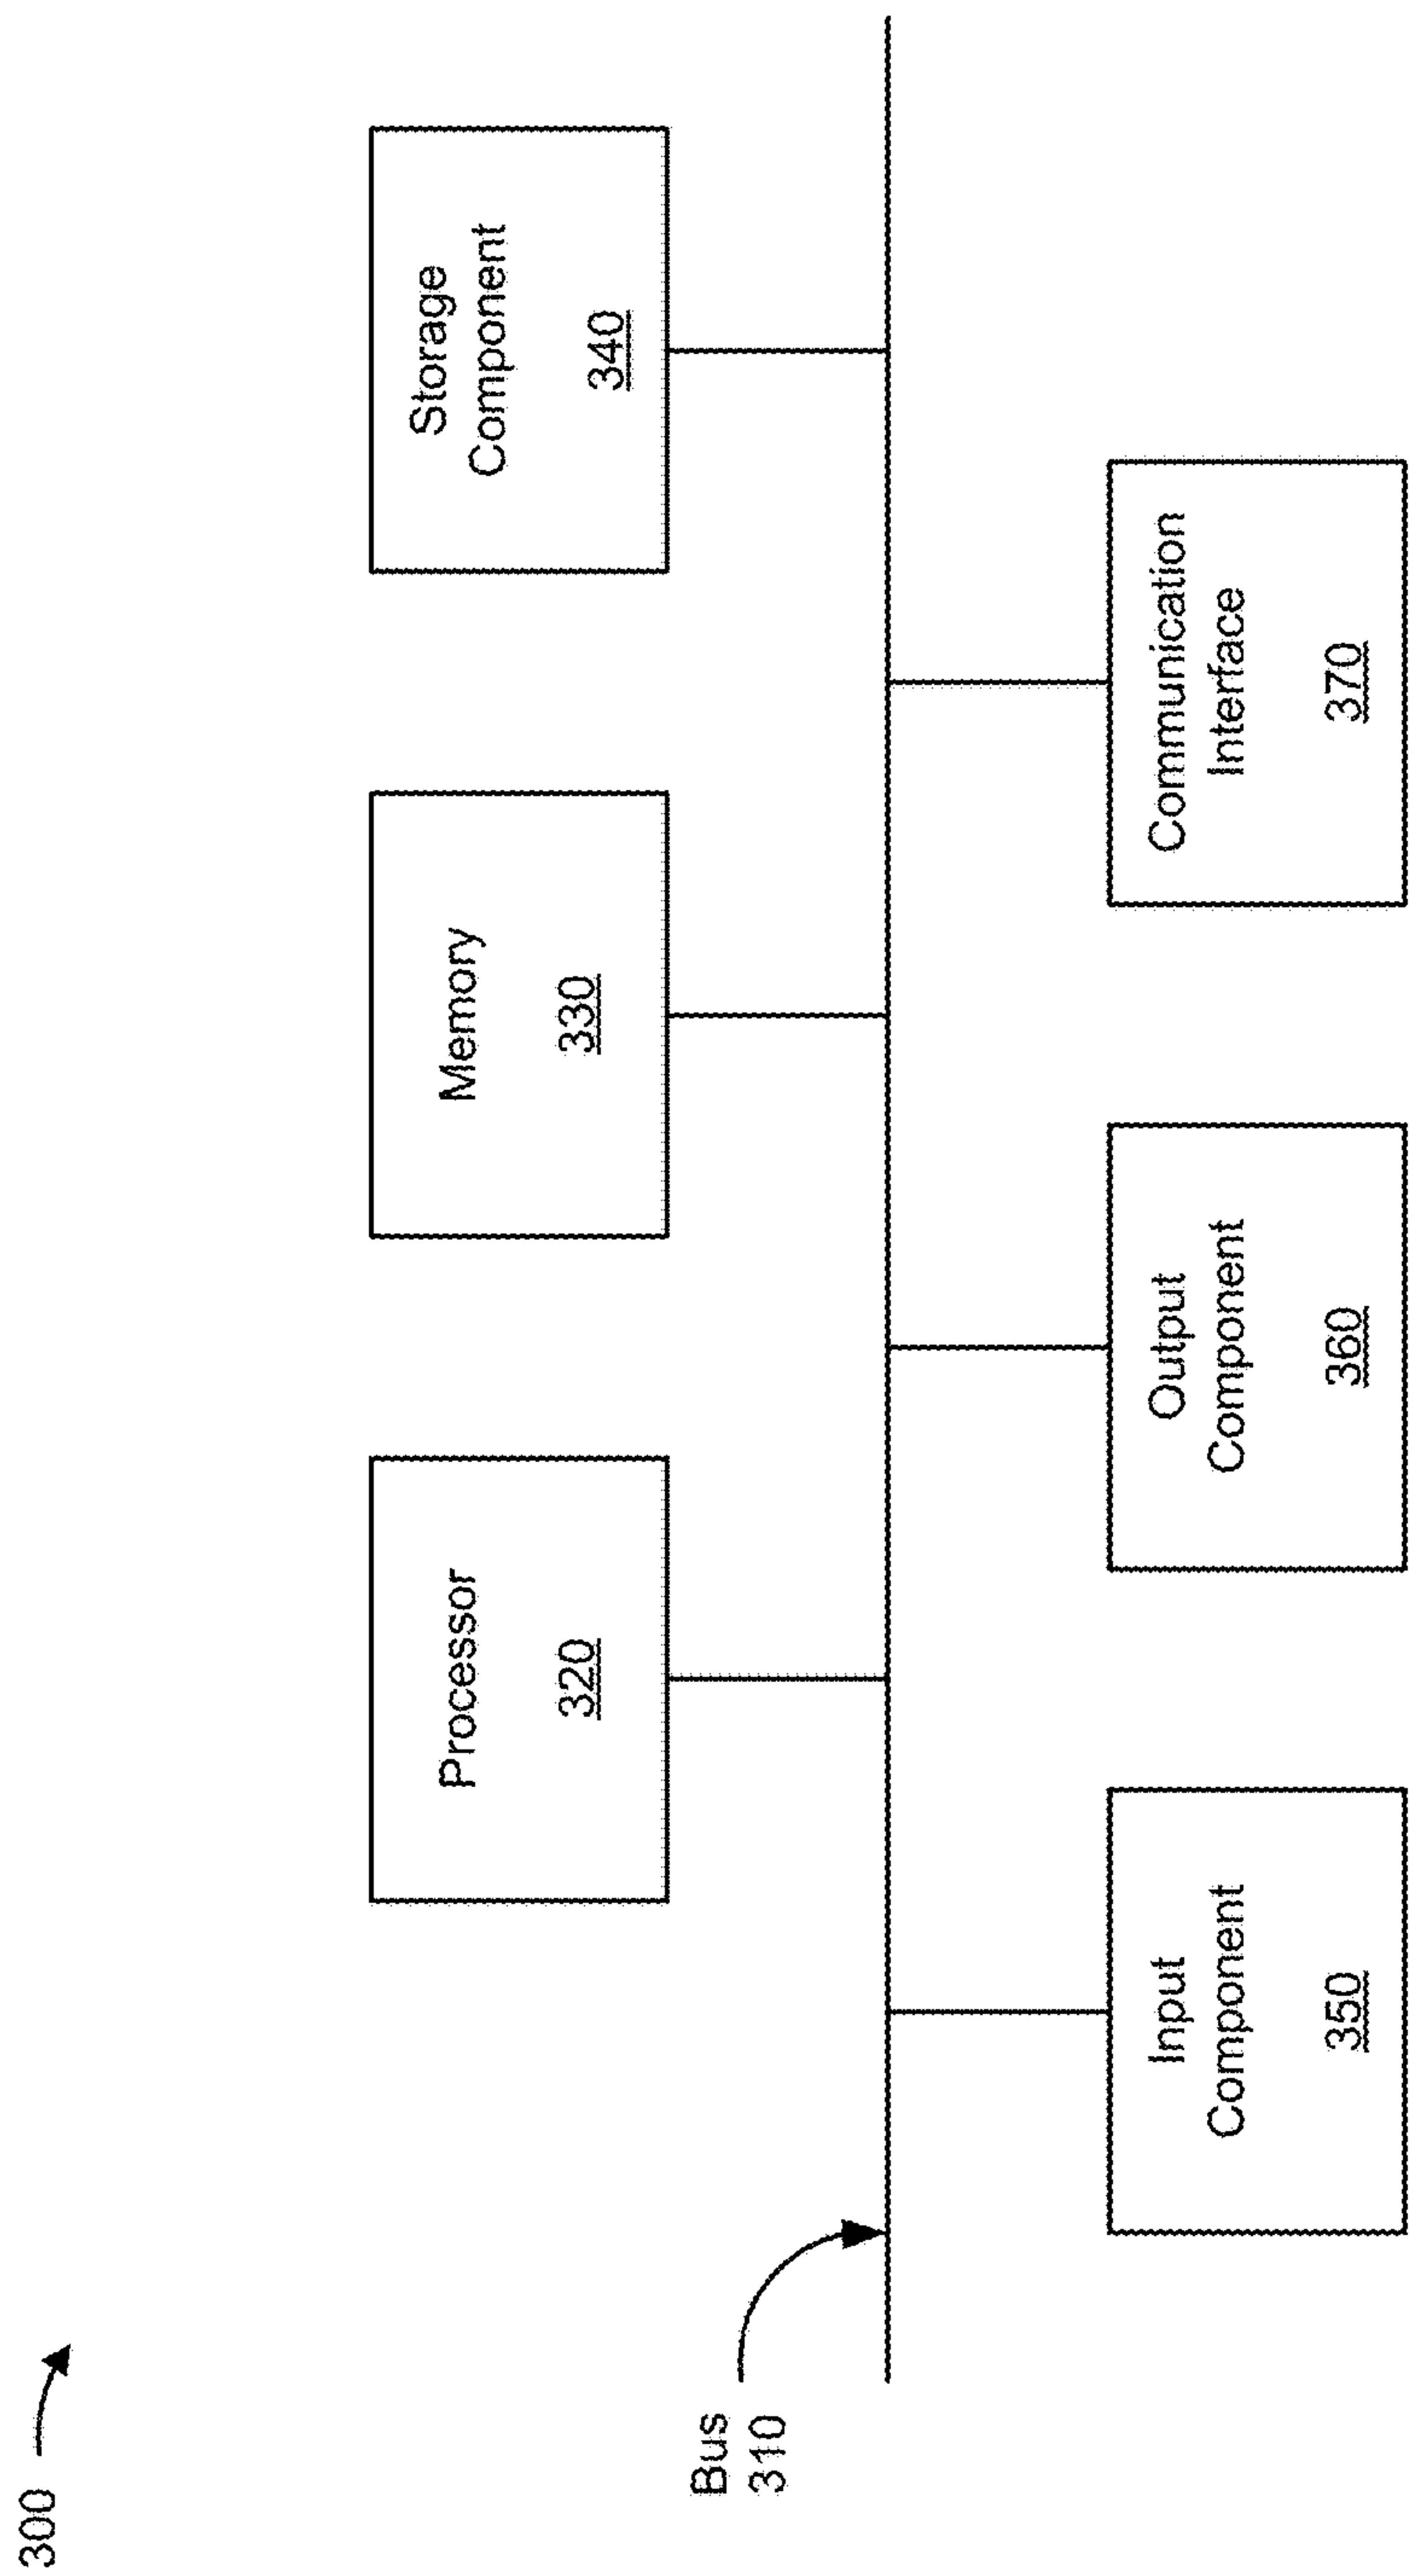 300
Processor
320
Memory
330
Storage
Component
340
Bus
310
Input
Component
350
Output
Component
360
Communication
Interface
370